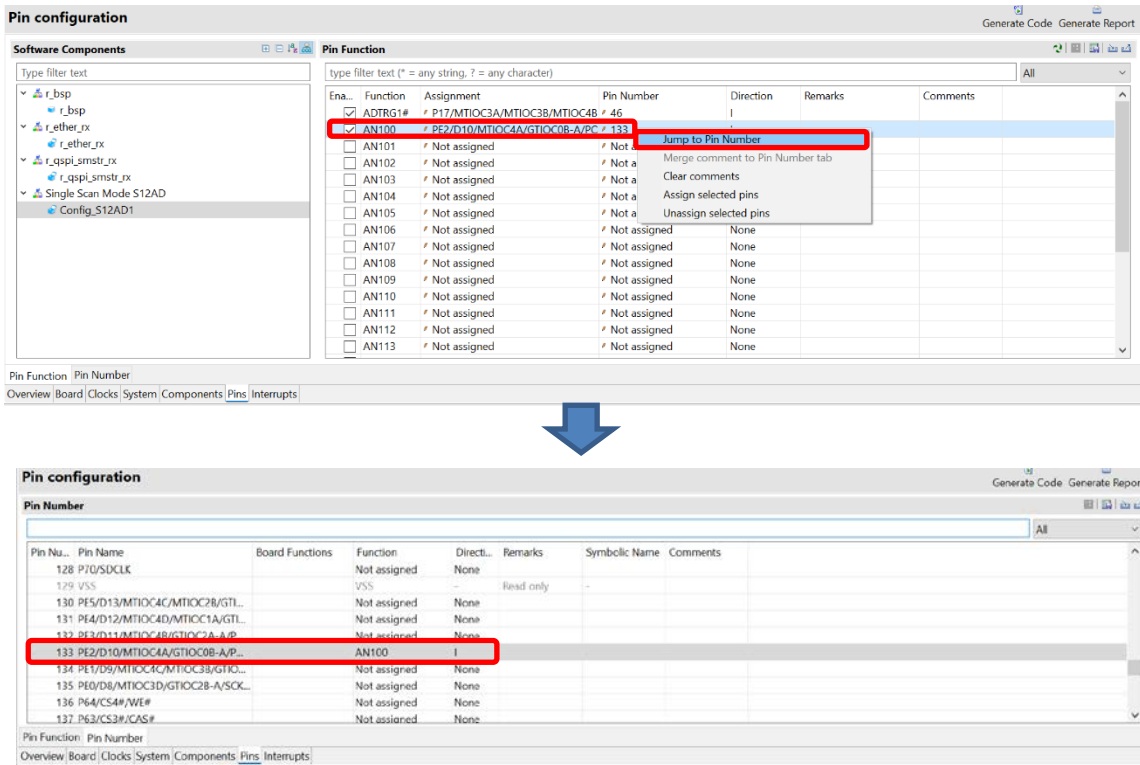 Pin configuration
Generate Code Generate Report
Software Components
Pin Function
Type filter text
type filter text (* = any string, ? = any character)
All
r_bsp
r_bsp
r_ether_rx
r_ether_rx
r_qspi_smstr_rx
r_qspi_smstr_rx
Single Scan Mode S12AD
Config_S12AD1
Ena... Function Assignment Pin Number Direction Remarks Comments
ADTRG1# P17/MTIOC3A/MTIOC3B/MTIOC4B 46 I
AN100 PE2/D10/MTIOC4A/GTIOC0B-A/PC 133
AN101 Not assigned Not a
AN102 Not assigned Not a
AN103 Not assigned Not a
AN104 Not assigned Not a
AN105 Not assigned Not a
AN106 Not assigned Not assigned None
AN107 Not assigned Not assigned None
AN108 Not assigned Not assigned None
AN109 Not assigned Not assigned None
AN110 Not assigned Not assigned None
AN111 Not assigned Not assigned None
AN112 Not assigned Not assigned None
AN113 Not assigned Not assigned None
Jump to Pin Number
Merge comment to Pin Number tab
Clear comments
Assign selected pins
Unassign selected pins
Pin Function Pin Number
Overview Board Clocks System Components Pins Interrupts
Pin configuration
Generate Code Generate Repor
Pin Number
All
Pin Nu... Pin Name Board Functions Function Directi... Remarks Symbolic Name Comments
128 P70/SDCLK Not assigned None
129 VSS VSS - Read only -
130 PE5/D13/MTIOC4C/MTIOC2B/GTI... Not assigned None
131 PE4/D12/MTIOC4D/MTIOC1A/GTI... Not assigned None
132 PE3/D11/MTIOC4B/GTIOC2A-A/P... Not assigned None
133 PE2/D10/MTIOC4A/GTIOC0B-A/P... AN100 I
134 PE1/D9/MTIOC4C/MTIOC3B/GTIO... Not assigned None
135 PE0/D8/MTIOC3D/GTIOC2B-A/SCK... Not assigned None
136 P64/CS4#/WE# Not assigned None
137 P63/CS3#/CAS# Not assigned None
Pin Function Pin Number
Overview Board Clocks System Components Pins Interrupts